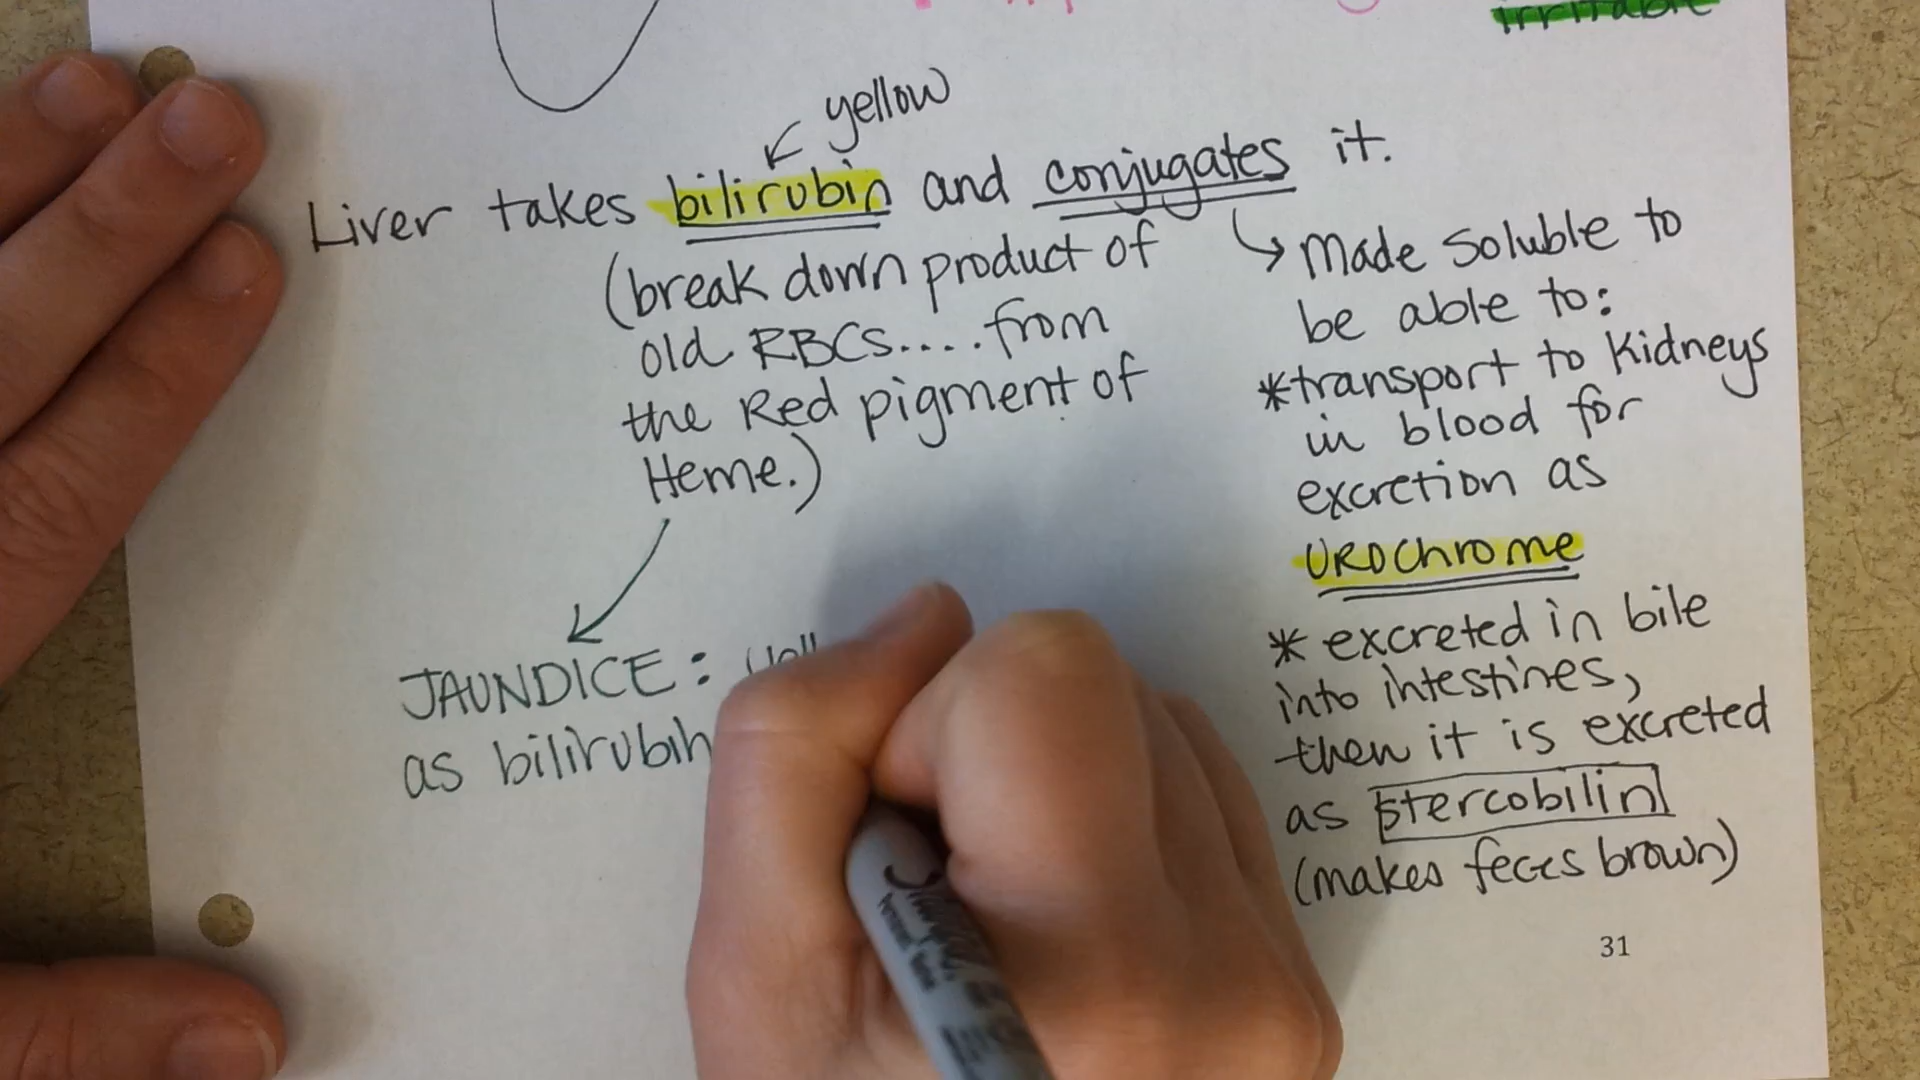 irritable
yellow
Liver takes bilirubin and conjugates it.
(break down product of
old RBCs....from
the Red pigment of
Heme.)
JAUNDICE:
as bilirubin
made soluble to
be able to:
*transport to kidneys
in blood for
excretion as
UROchrome
* excreted in bile
into intestines,
then it is excreted
as stercobilin
(makes feces brown)
31